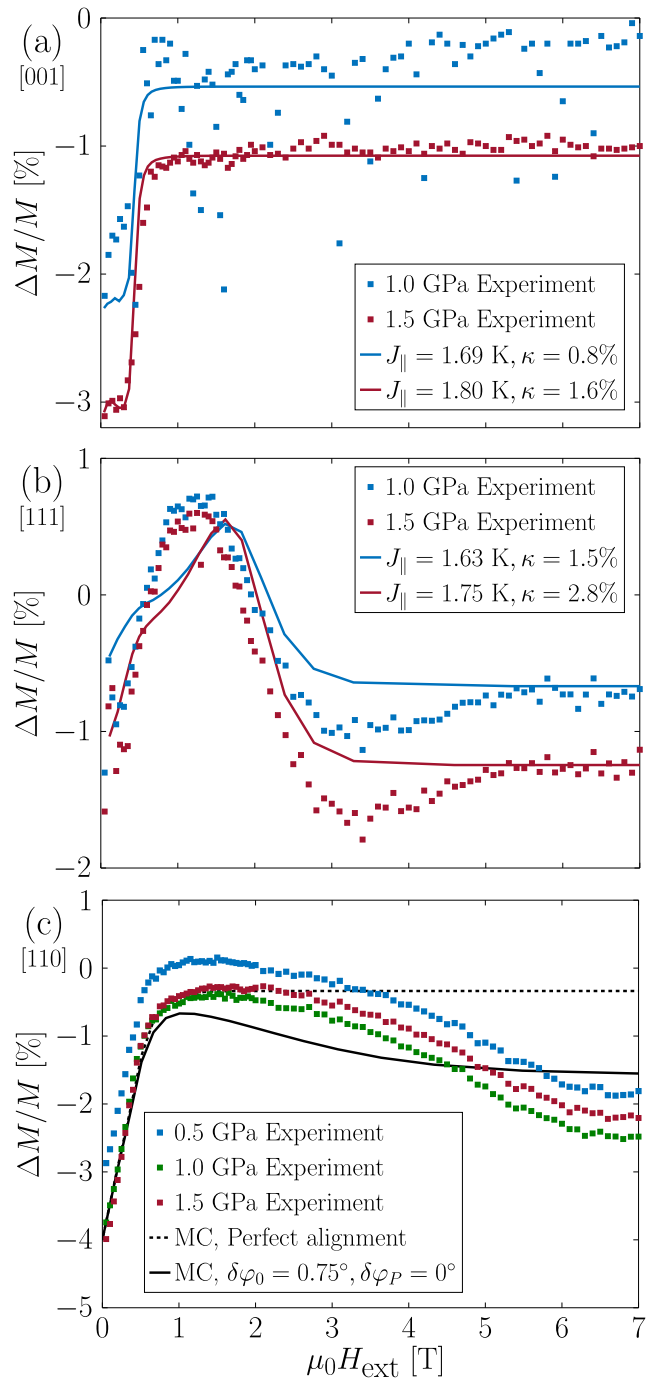 (a)
[001]
0
−1
−2
−3
ΔM/M [%]
1.0 GPa Experiment
1.5 GPa Experiment
J∥ = 1.69 K, κ = 0.8%
J∥ = 1.80 K, κ = 1.6%
(b)
[111]
1
0
−1
−2
ΔM/M [%]
1.0 GPa Experiment
1.5 GPa Experiment
J∥ = 1.63 K, κ = 1.5%
J∥ = 1.75 K, κ = 2.8%
(c)
[110]
1
0
−1
−2
−3
−4
−5
ΔM/M [%]
0.5 GPa Experiment
1.0 GPa Experiment
1.5 GPa Experiment
MC, Perfect alignment
MC, δφ₀ = 0.75°, δφ_P = 0°
0 1 2 3 4 5 6 7
μ₀H_ext [T]